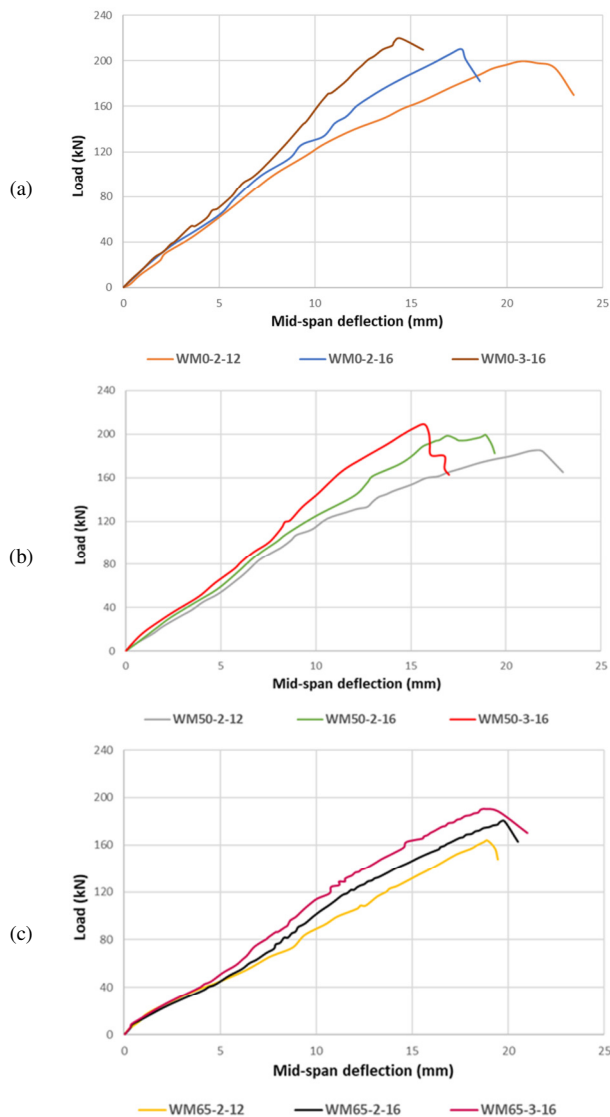 (a)
Load (kN)
240
200
160
120
80
40
0
0 5 10 15 20 25
Mid-span deflection (mm)
WM0-2-12 WM0-2-16 WM0-3-16
(b)
Load (kN)
240
200
160
120
80
40
0
0 5 10 15 20 25
Mid-span deflection (mm)
WM50-2-12 WM50-2-16 WM50-3-16
(c)
Load (kN)
240
200
160
120
80
40
0
0 5 10 15 20 25
Mid-span deflection (mm)
WM65-2-12 WM65-2-16 WM65-3-16